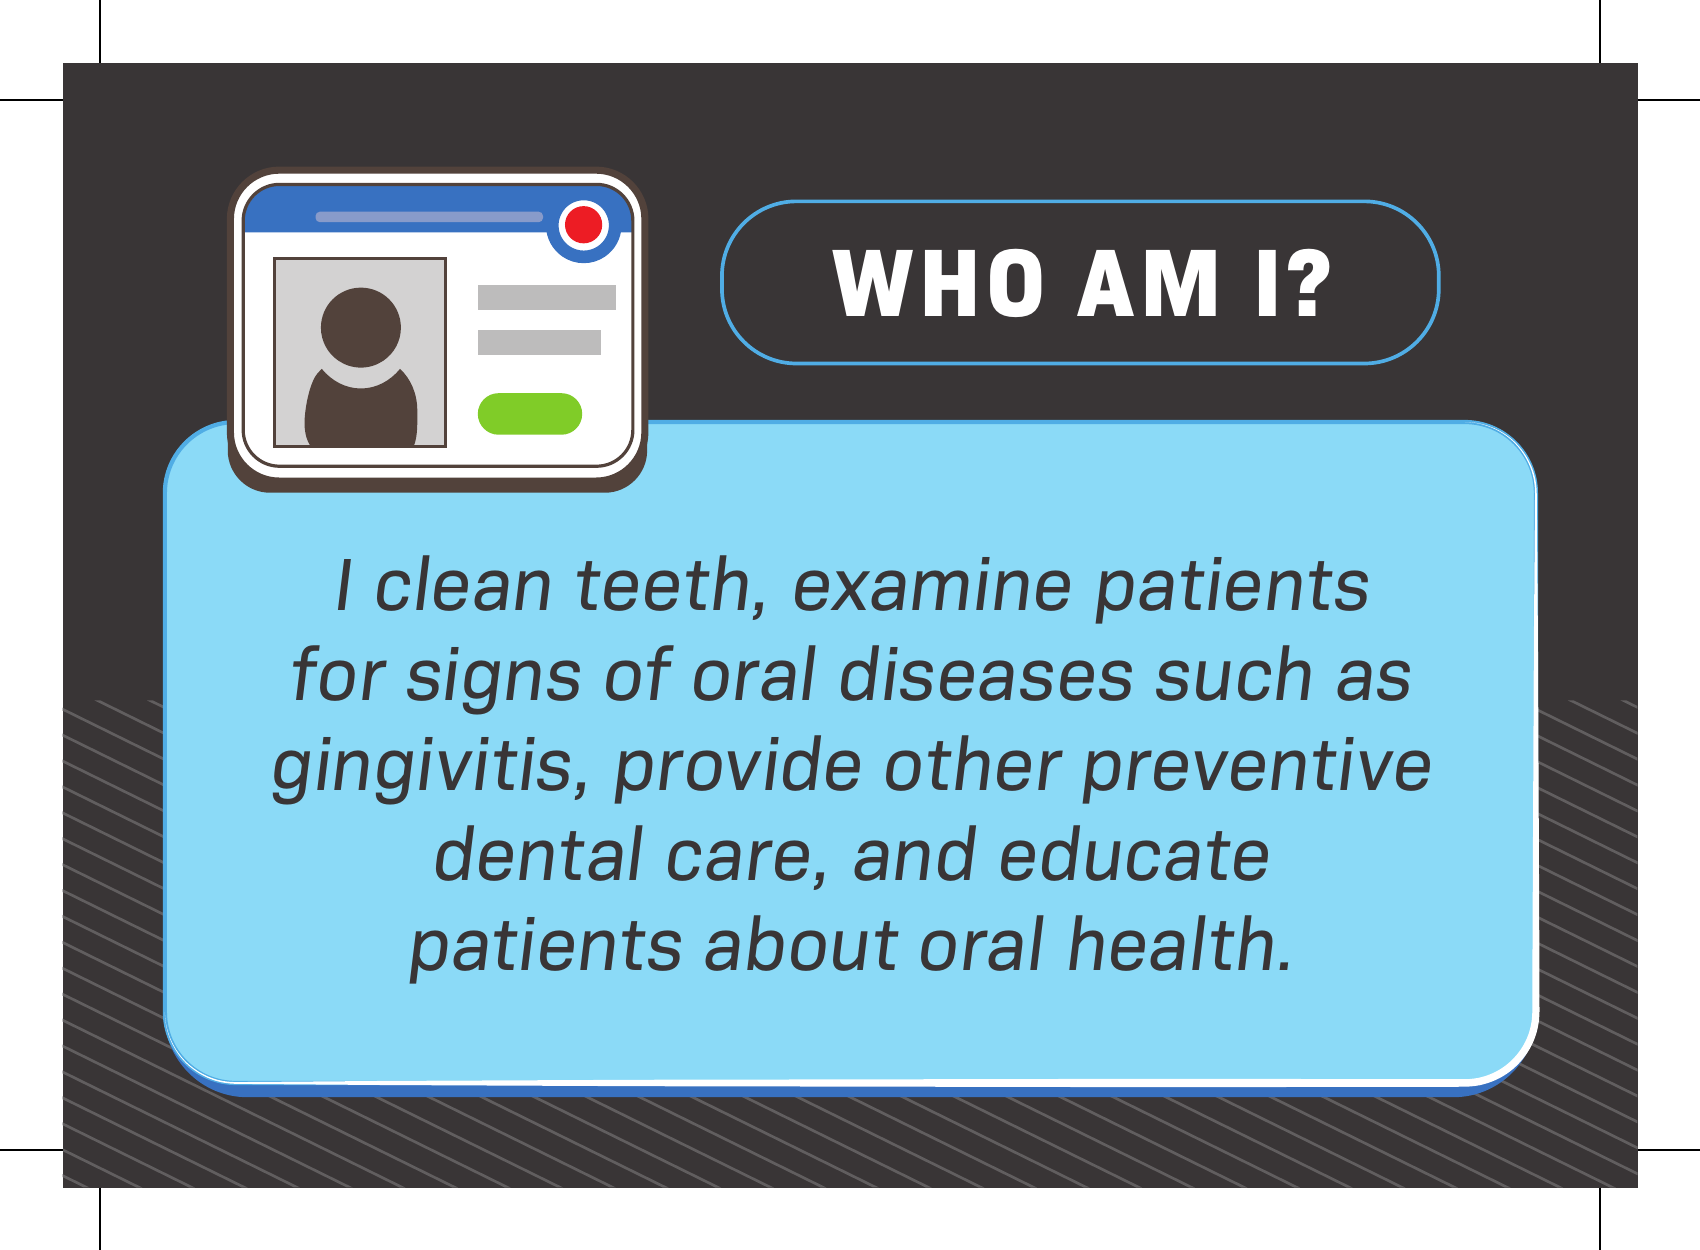 WHO AM I?
I clean teeth, examine patients
for signs of oral diseases such as
gingivitis, provide other preventive
dental care, and educate
patients about oral health.